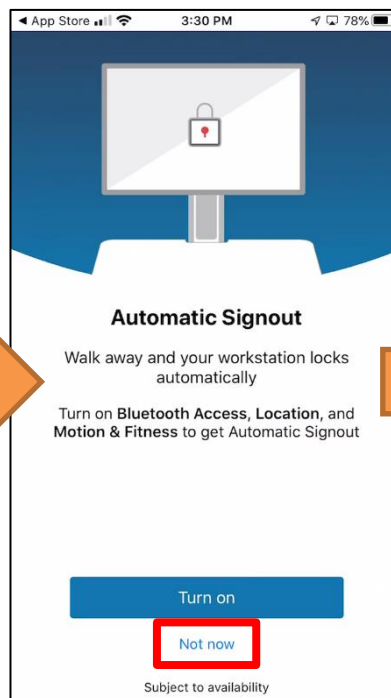 ◀ App Store 3:30 PM 78%
Automatic Signout
Walk away and your workstation locks
automatically
Turn on Bluetooth Access, Location, and
Motion & Fitness to get Automatic Signout
Turn on
Not now
Subject to availability